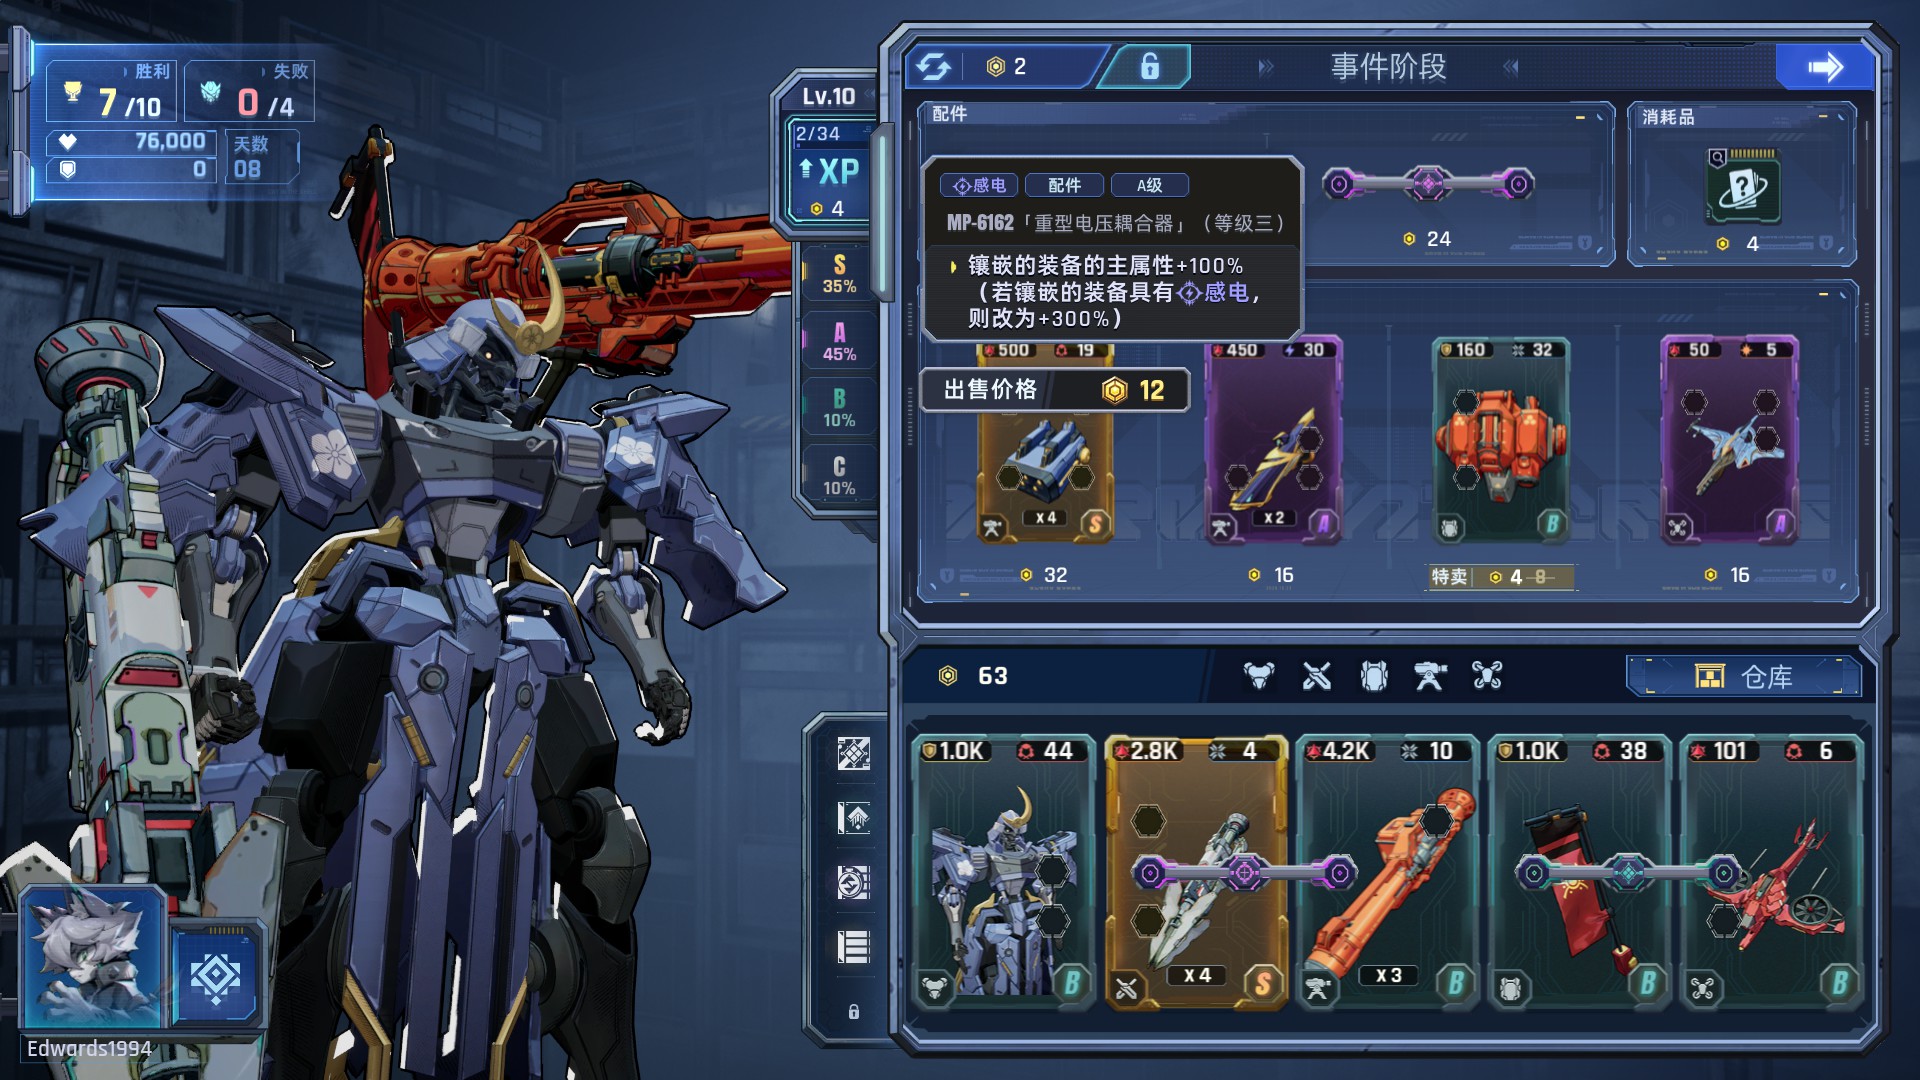 胜利
7/10
失败
0/4
76,000
0
天数
08
Lv.10
2/34
XP
4
S
35%
A
45%
B
10%
C
10%
2
事件阶段
配件
24
消耗品
4
感电 配件 A级
MP-6162「重型电压耦合器」（等级三）
镶嵌的装备的主属性+100%
（若镶嵌的装备具有感电,
则改为+300%）
出售价格 12
500 19
x4 S
32
450 30
x2 A
16
160 32
B
特卖 4 8
50 5
A
16
63
仓库
1.0K 44
B
2.8K 4
x4 S
4.2K 10
x3 B
1.0K 38
B
101 6
B
Edwards1994